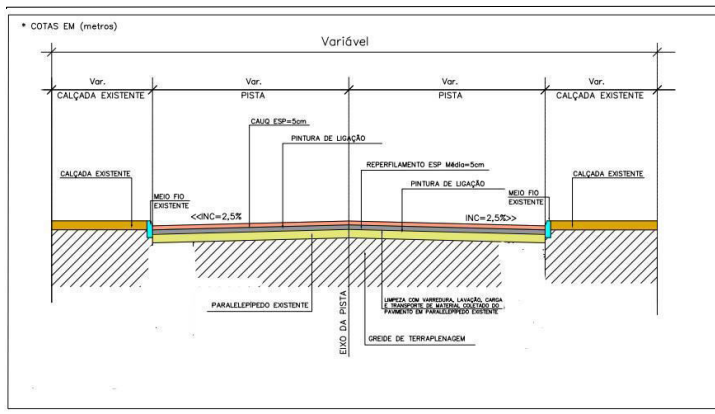 * COTAS EM (metros)
Variável
Var.
Var.
Var.
Var.
CALÇADA EXISTENTE
PISTA
PISTA
CALÇADA EXISTENTE
CAUQ ESP=5cm
PINTURA DE LIGAÇÃO
REPERFILAMENTO ESP Média=5cm
CALÇADA EXISTENTE
CALÇADA EXISTENTE
PINTURA DE LIGAÇÃO
MEIO FIO
EXISTENTE
MEIO FIO
EXISTENTE
<<INC=2,5%
INC=2,5%>>
PARALELEPÍPEDO EXISTENTE
LIMPEZA COM VARREDURA, LAVAÇÃO, CARGA
E TRANSPORTE DE MATERIAL COLETADO DO
PAVIMENTO EM PARALELEPÍPEDO EXISTENTE
EIXO DA PISTA
GREIDE DE TERRAPLENAGEM